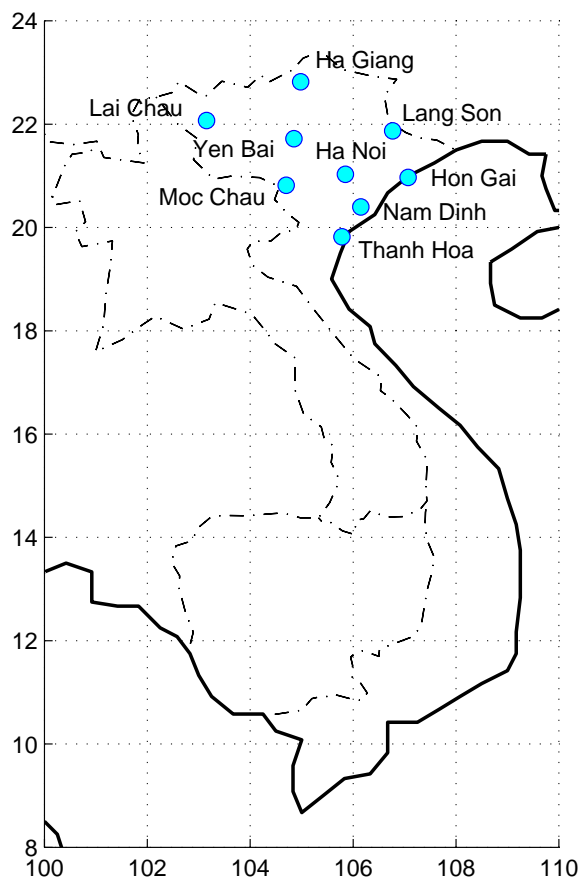 24
Ha Giang
Lai Chau
Lang Son
22
Yen Bai
Ha Noi
Moc Chau
Hon Gai
Nam Dinh
20
Thanh Hoa
18
16
14
12
10
8
100 102 104 106 108 110